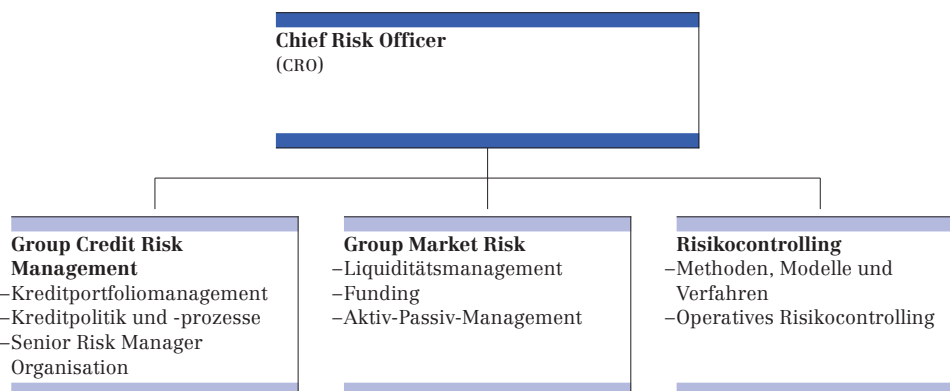 Chief Risk Officer
(CRO)
Group Credit Risk
Management
–Kreditportfoliomanagement
–Kreditpolitik und -prozesse
–Senior Risk Manager
Organisation
Group Market Risk
–Liquiditätsmanagement
–Funding
–Aktiv-Passiv-Management
Risikocontrolling
–Methoden, Modelle und
Verfahren
–Operatives Risikocontrolling